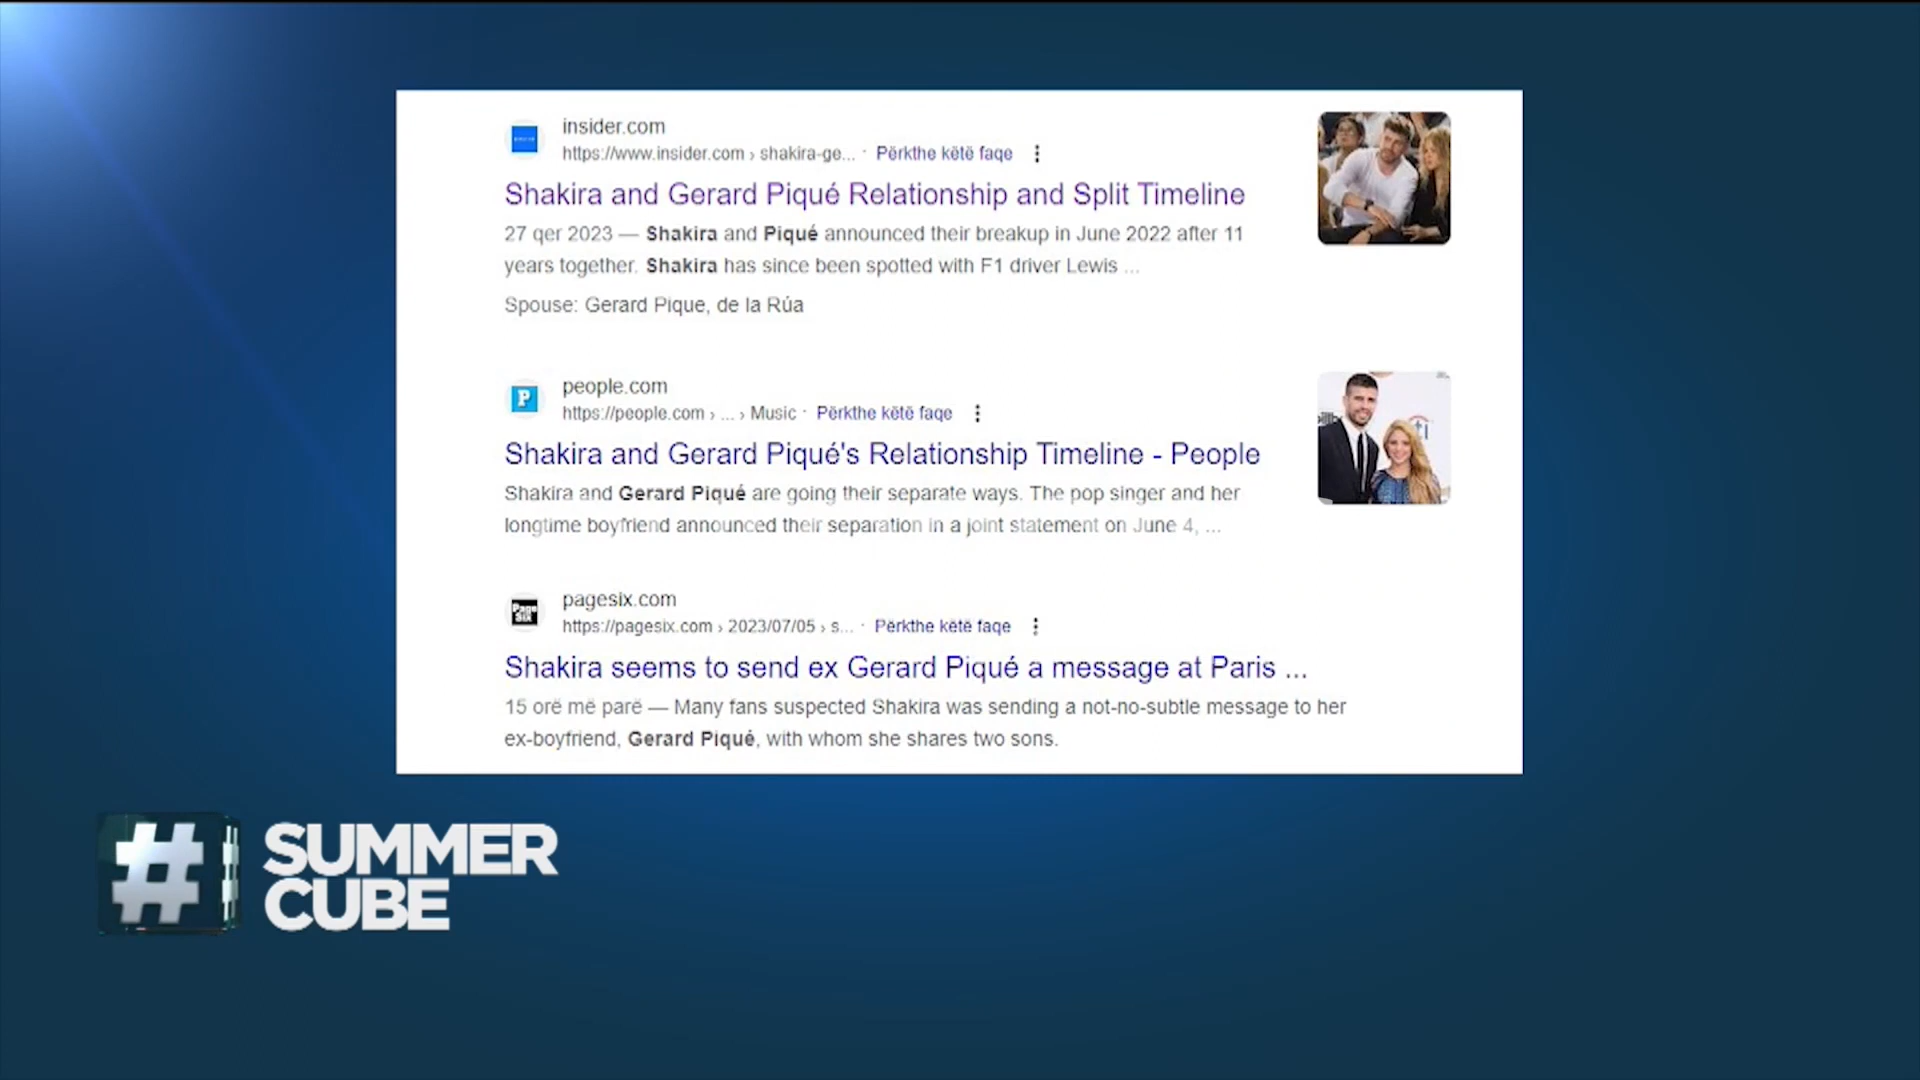 insider.com
https://www.insider.com › shakira-ge... · Përkthe këtë faqe
Shakira and Gerard Piqué Relationship and Split Timeline
27 qer 2023 — Shakira and Piqué announced their breakup in June 2022 after 11
years together. Shakira has since been spotted with F1 driver Lewis ...
Spouse: Gerard Pique, de la Rúa
people.com
https://people.com › ... › Music · Përkthe këtë faqe
P
Shakira and Gerard Piqué's Relationship Timeline - People
Shakira and Gerard Piqué are going their separate ways. The pop singer and her
longtime boyfriend announced their separation in a joint statement on June 4, ...
pagesix.com
Page Six
https://pagesix.com › 2023/07/05 › s... · Përkthe këtë faqe
Shakira seems to send ex Gerard Piqué a message at Paris ...
15 orë më parë — Many fans suspected Shakira was sending a not-no-subtle message to her
ex-boyfriend, Gerard Piqué, with whom she shares two sons.
# SUMMER
CUBE